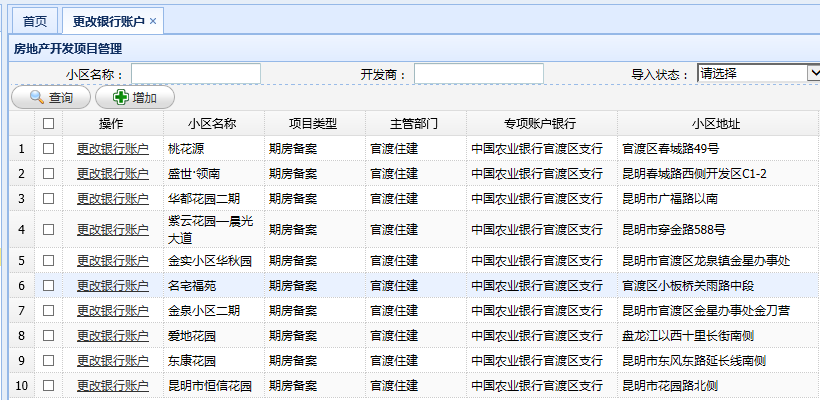 首页 更改银行账户 ×
房地产开发项目管理
小区名称： 开发商： 导入状态： 请选择
查询 增加
操作 小区名称 项目类型 主管部门 专项账户银行 小区地址
1 更改银行账户 桃花源 期房备案 官渡住建 中国农业银行官渡区支行 官渡区春城路49号
2 更改银行账户 盛世·领南 期房备案 官渡住建 中国农业银行官渡区支行 昆明春城路西侧开发区C1-2
3 更改银行账户 华都花园二期 期房备案 官渡住建 中国农业银行官渡区支行 昆明市广福路以南
4 更改银行账户 紫云花园—晨光
大道 期房备案 官渡住建 中国农业银行官渡区支行 昆明市穿金路588号
5 更改银行账户 金实小区华秋园 期房备案 官渡住建 中国农业银行官渡区支行 昆明市官渡区龙泉镇金星办事处
6 更改银行账户 名宅福苑 期房备案 官渡住建 中国农业银行官渡区支行 官渡区小板桥关雨路中段
7 更改银行账户 金泉小区二期 期房备案 官渡住建 中国农业银行官渡区支行 昆明市官渡区金星办事处金刀营
8 更改银行账户 爱地花园 期房备案 官渡住建 中国农业银行官渡区支行 盘龙江以西十里长街南侧
9 更改银行账户 东康花园 期房备案 官渡住建 中国农业银行官渡区支行 昆明市东风东路延长线南侧
10 更改银行账户 昆明市恒信花园 期房备案 官渡住建 中国农业银行官渡区支行 昆明市花园路北侧